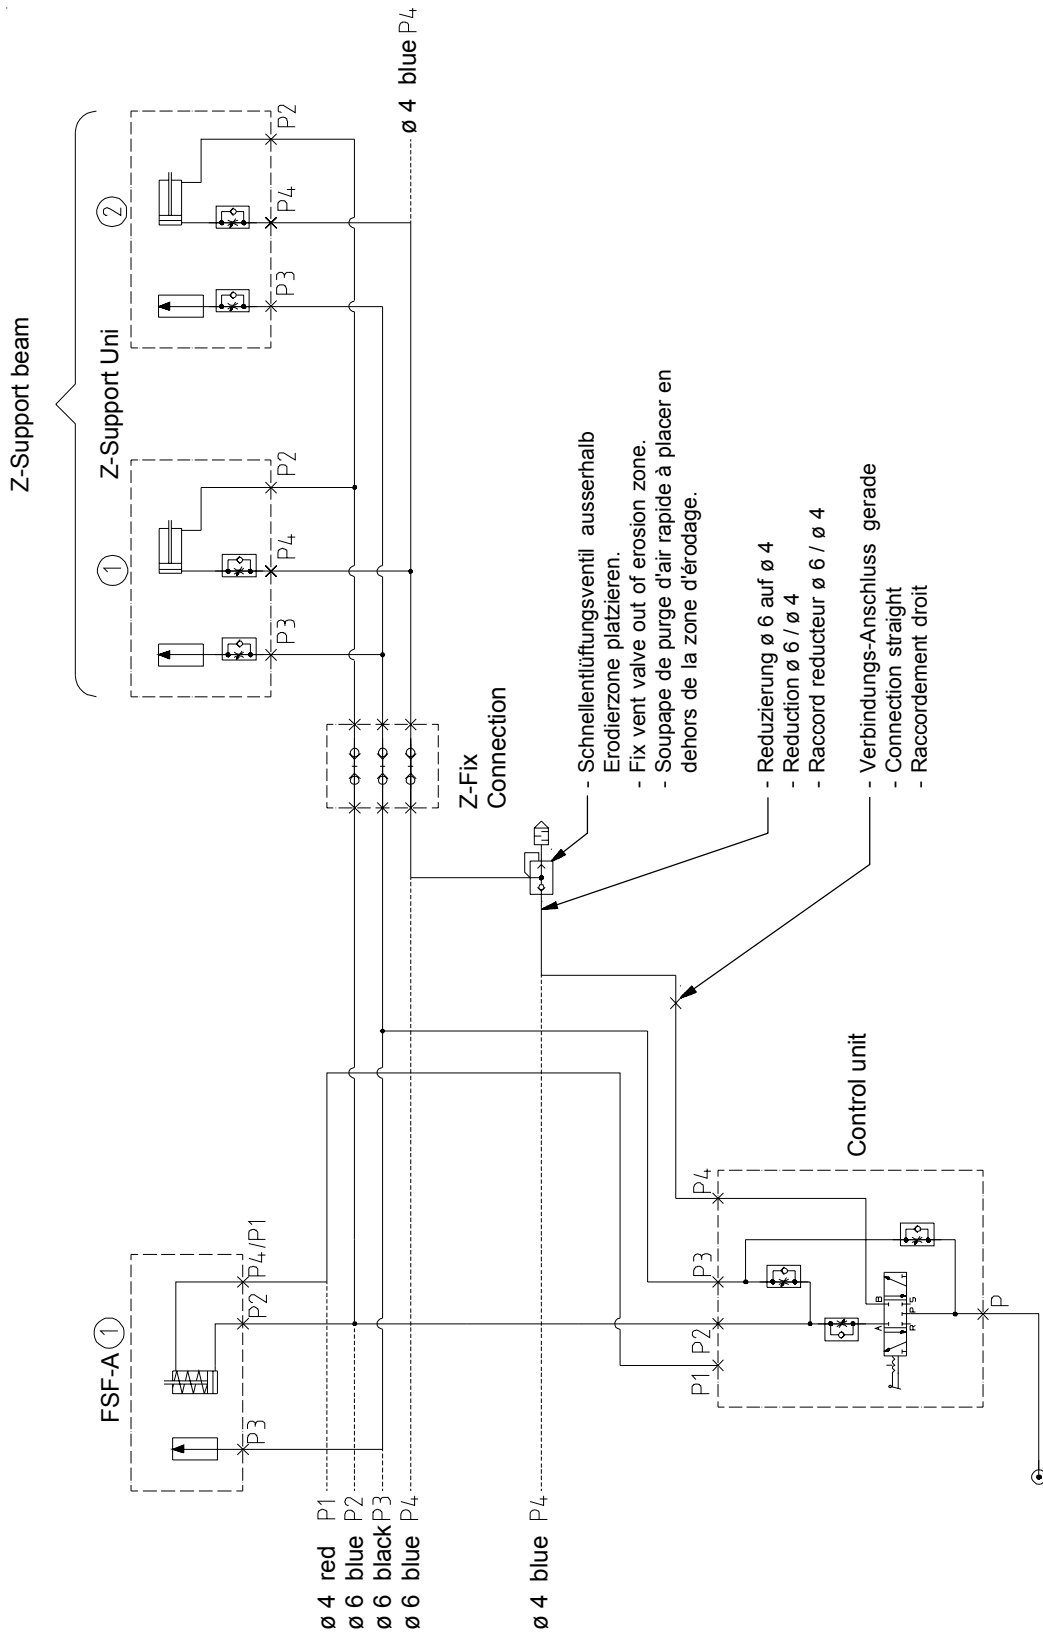 Z-Support beam
Z-Support Uni
1
2
P3
P4
P2
P3
P4
P2
ø 4 blue P4
Z-Fix
Connection
- Schnellentlüftungsventil ausserhalb
Erodierzone platzieren.
- Fix vent valve out of erosion zone.
- Soupape de purge d'air rapide à placer en
dehors de la zone d'érodage.
- Reduzierung ø 6 auf ø 4
- Reduction ø 6 / ø 4
- Raccord reducteur ø 6 / ø 4
- Verbindungs-Anschluss gerade
- Connection straight
- Raccordement droit
FSF-A 1
P3
P2
P4/P1
ø 4 red P1
ø 6 blue P2
ø 6 black P3
ø 6 blue P4
ø 4 blue P4
Control unit
P1
P2
P3
P4
A
B
R
P
S
P